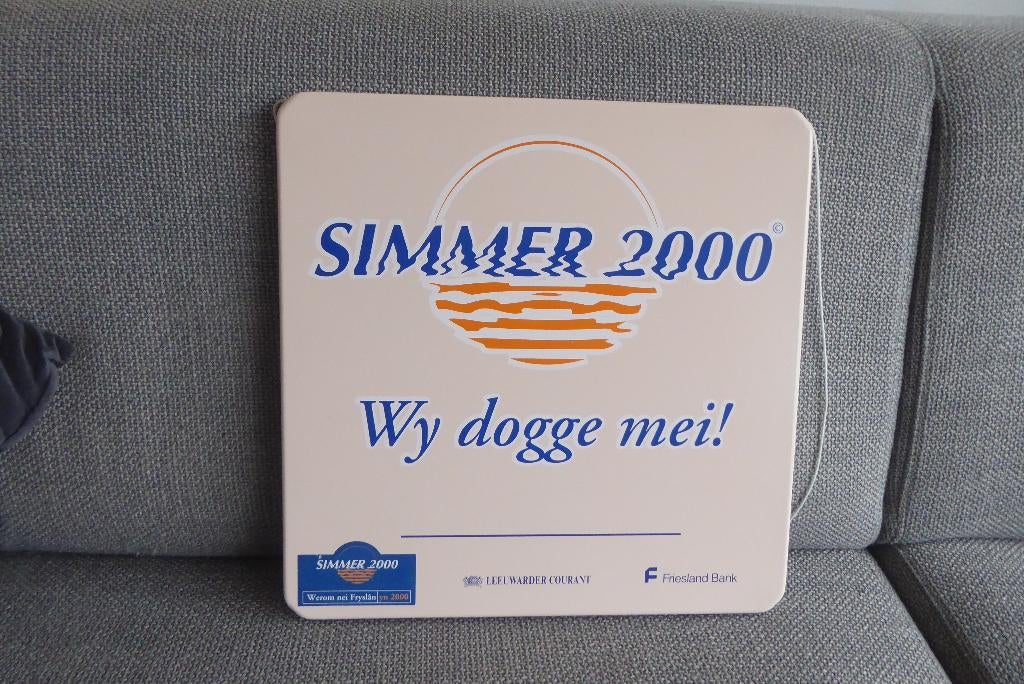 SIMMER 2000©
Wy dogge mei!
SIMMER 2000
Werom nei Fryslân yn 2000
LEEUWARDER COURANT
Friesland Bank